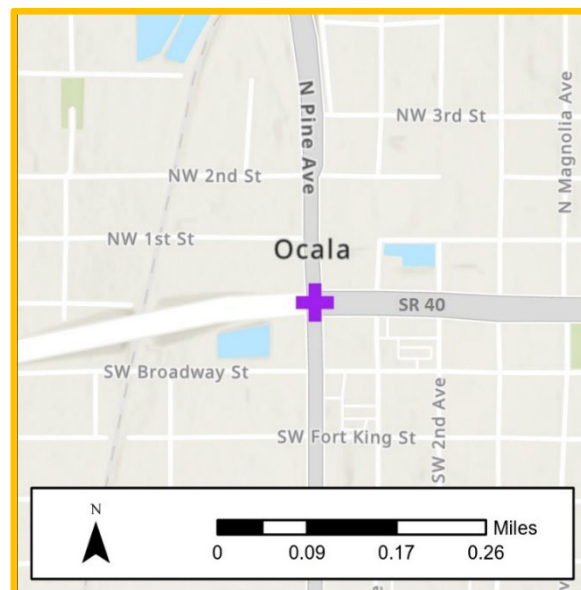 N Pine Ave
NW 3rd St
N Magnolia Ave
NW 2nd St
NW 1st St
Ocala
SR 40
SW Broadway St
SW 2nd Ave
SW Fort King St
N
Miles
0 0.09 0.17 0.26